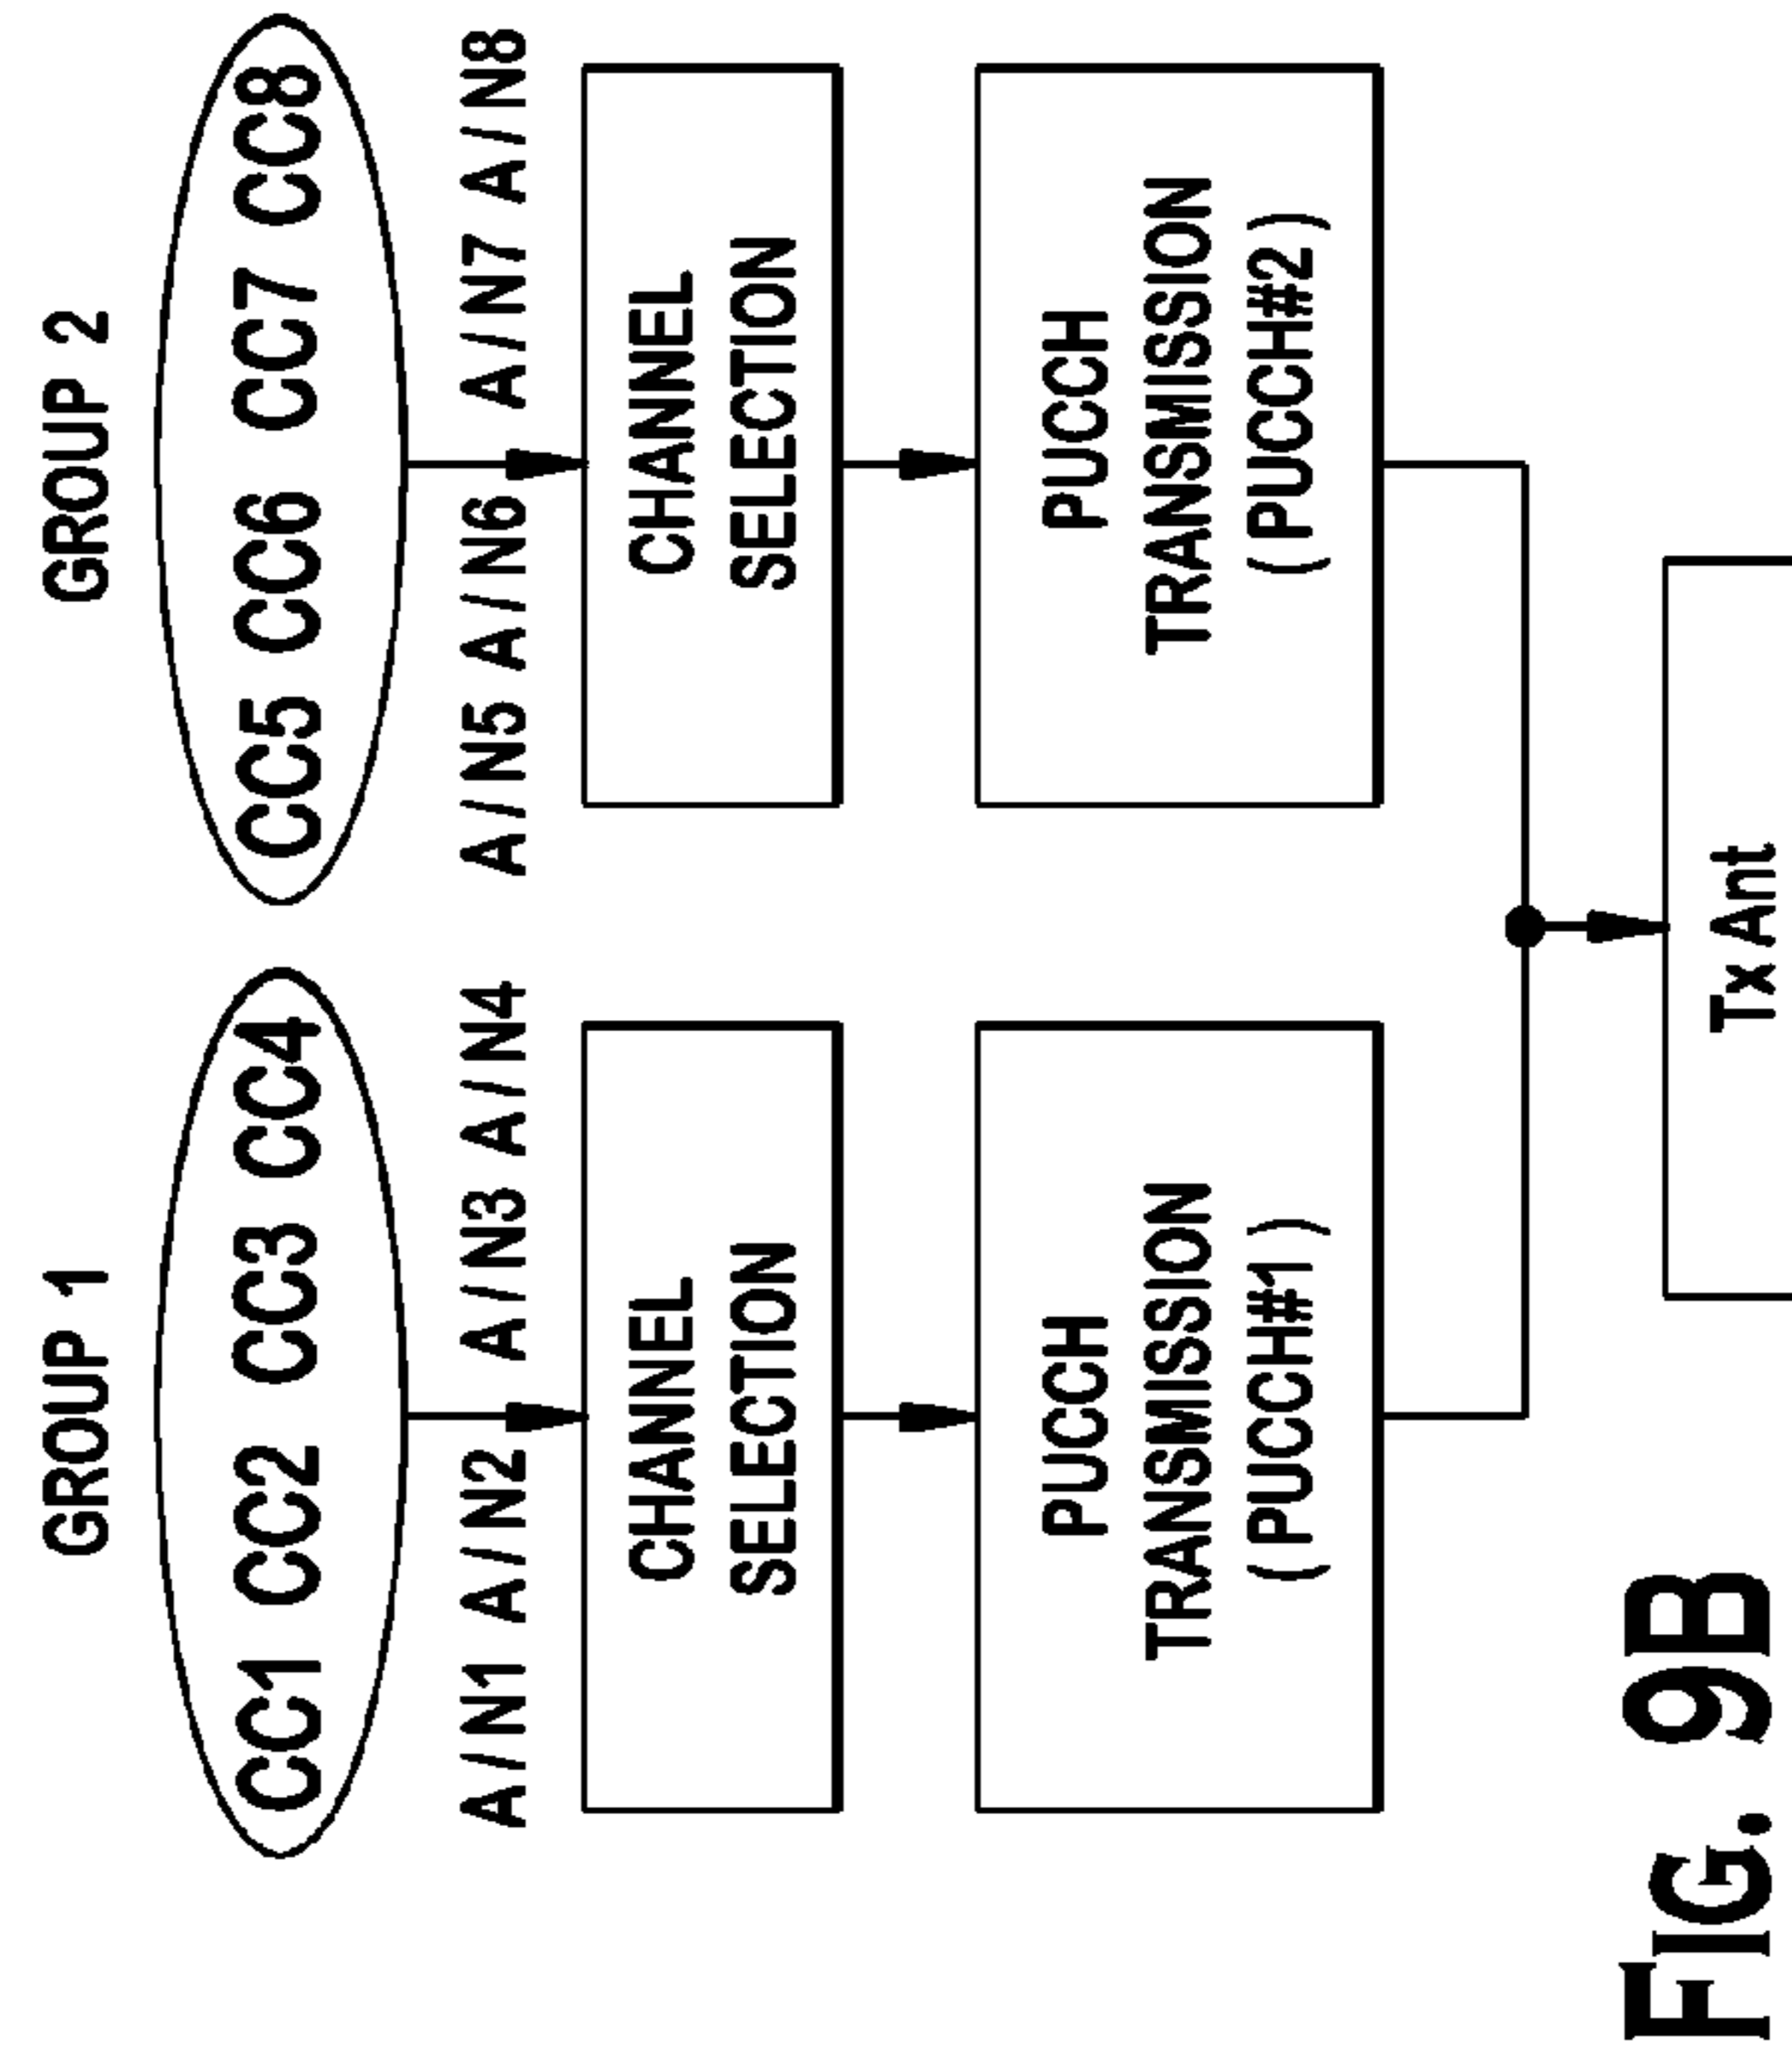 GROUP 1
GROUP 2
CC1 CC2 CC3 CC4
CC5 CC6 CC7 CC8
A/N1 A/N2 A/N3 A/N4
A/N5 A/N6 A/N7 A/N8
CHANNEL
SELECTION
CHANNEL
SELECTION
PUCCH
TRANSMISSION
(PUCCH#1)
PUCCH
TRANSMISSION
(PUCCH#2)
Tx Ant
FIG. 9B